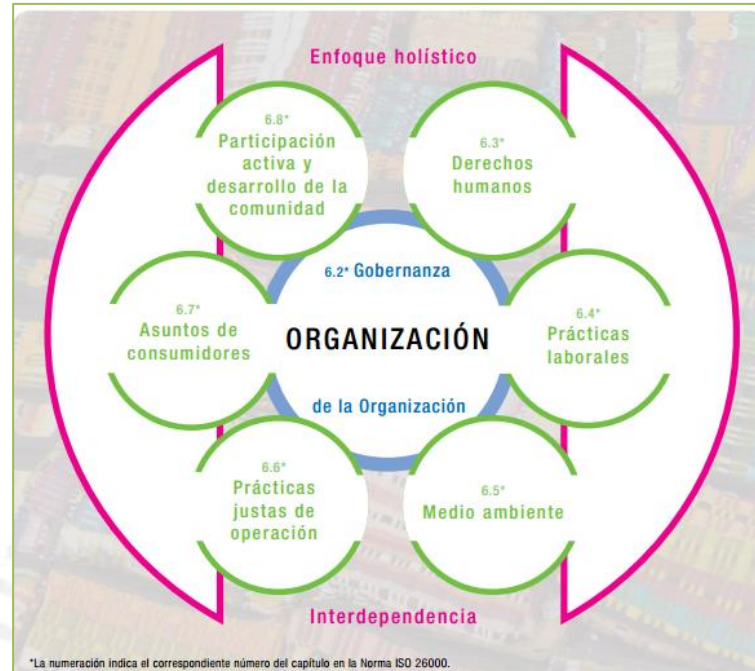 Enfoque holístico
6.8*
Participación
activa y
desarrollo de la
comunidad
6.3*
Derechos
humanos
6.2* Gobernanza
ORGANIZACIÓN
de la Organización
6.7*
Asuntos de
consumidores
6.4*
Prácticas
laborales
6.6*
Prácticas
justas de
operación
6.5*
Medio ambiente
Interdependencia
*La numeración indica el correspondiente número del capítulo en la Norma ISO 26000.